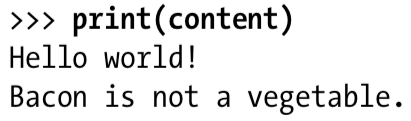 >>> print(content)
Hello world!
Bacon is not a vegetable.